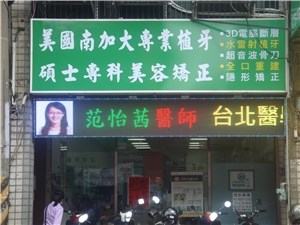 美國南加大專業植牙
碩士專科美容矯正
•3D電腦斷層
•水雷射植牙
•超音波骨刀
•全口重建
•隱形矯正
范怡茜醫師 台北醫